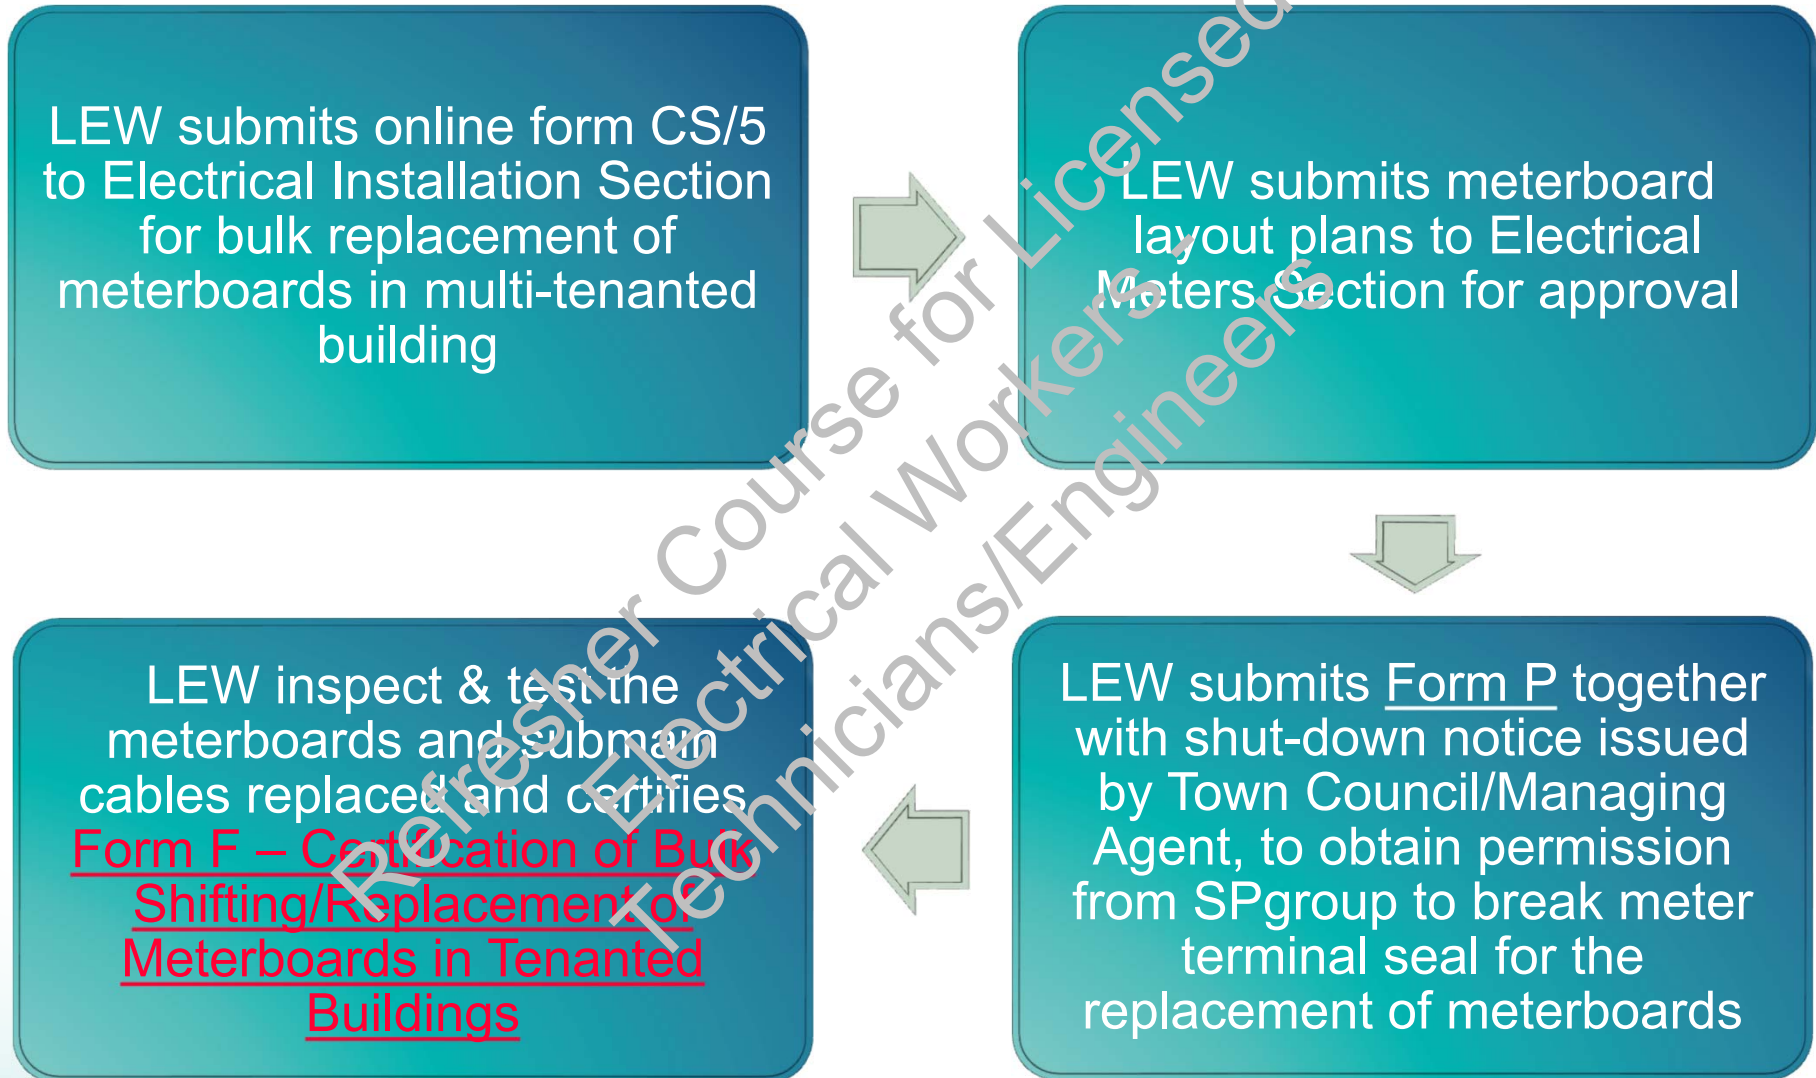 LEW submits online form CS/5
to Electrical Installation Section
for bulk replacement of
meterboards in multi-tenanted
building
LEW submits meterboard
layout plans to Electrical
Meters Section for approval
LEW submits Form P together
with shut-down notice issued
by Town Council/Managing
Agent, to obtain permission
from SPgroup to break meter
terminal seal for the
replacement of meterboards
LEW inspect & test the
meterboards and submain
cables replaced and certifies
Form F – Certification of Bulk
Shifting/Replacement of
Meterboards in Tenanted
Buildings
Refresher Course for Licensed
Electrical Workers -
Technicians/Engineers